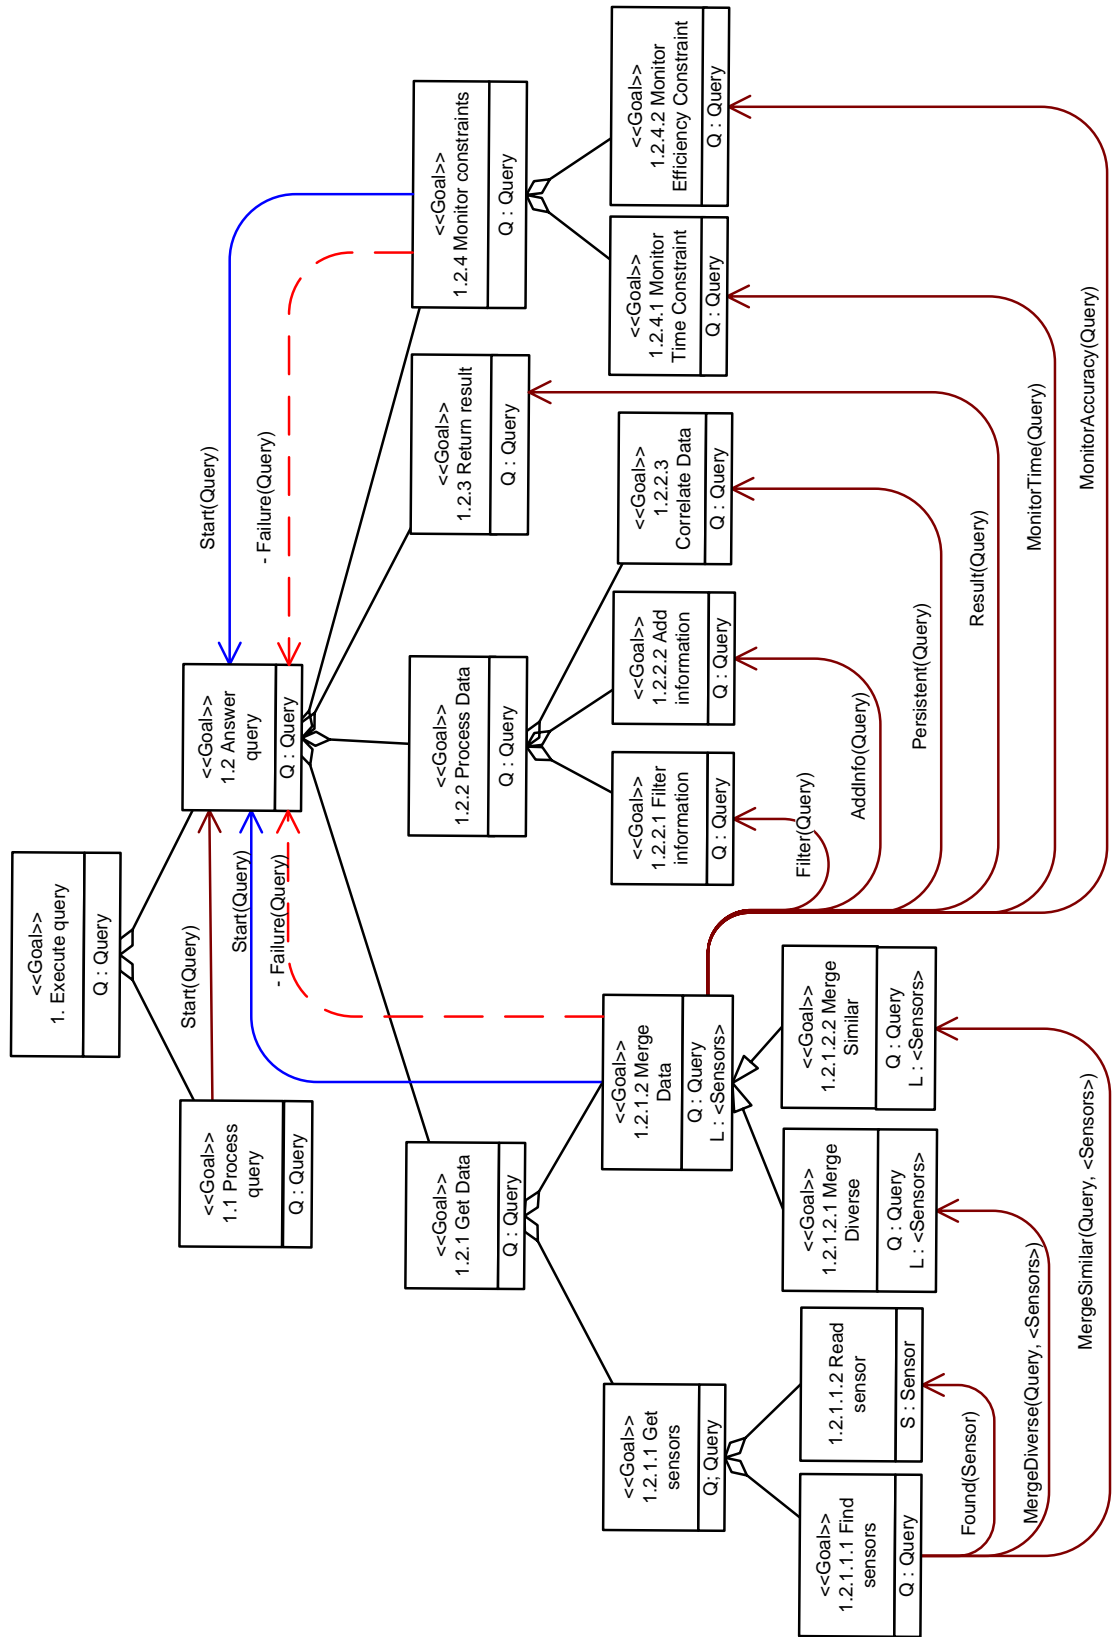 <<Goal>>
1. Execute query
Q : Query
<<Goal>>
1.1 Process
query
Q : Query
Start(Query)
<<Goal>>
1.2 Answer
query
Q : Query
Start(Query)
- Failure(Query)
Start(Query)
- Failure(Query)
<<Goal>>
1.2.1 Get Data
Q : Query
<<Goal>>
1.2.2 Process Data
Q : Query
<<Goal>>
1.2.3 Return result
Q : Query
<<Goal>>
1.2.4 Monitor constraints
Q : Query
<<Goal>>
1.2.1.1 Get
sensors
Q; Query
<<Goal>>
1.2.1.2 Merge
Data
Q : Query
L : <Sensors>
<<Goal>>
1.2.2.1 Filter
information
Q : Query
<<Goal>>
1.2.2.2 Add
information
Q : Query
<<Goal>>
1.2.2.3
Correlate Data
Q : Query
<<Goal>>
1.2.4.1 Monitor
Time Constraint
Q : Query
<<Goal>>
1.2.4.2 Monitor
Efficiency Constraint
Q : Query
<<Goal>>
1.2.1.1.1 Find
sensors
Q : Query
1.2.1.1.2 Read
sensor
S : Sensor
<<Goal>>
1.2.1.2.1 Merge
Diverse
Q : Query
L : <Sensors>
<<Goal>>
1.2.1.2.2 Merge
Similar
Q : Query
L : <Sensors>
Filter(Query)
AddInfo(Query)
Persistent(Query)
Result(Query)
MonitorTime(Query)
MonitorAccuracy(Query)
Found(Sensor)
MergeDiverse(Query, <Sensors>)
MergeSimilar(Query, <Sensors>)